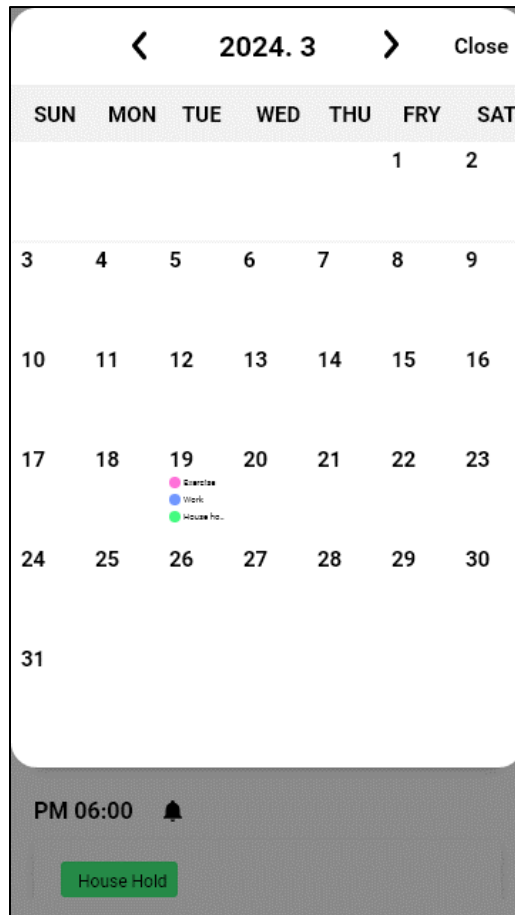 2024. 3 Close
SUN MON TUE WED THU FRY SAT
1 2
3 4 5 6 7 8 9
10 11 12 13 14 15 16
17 18 19 20 21 22 23
Exercise
Work
House ho..
24 25 26 27 28 29 30
31
PM 06:00
House Hold